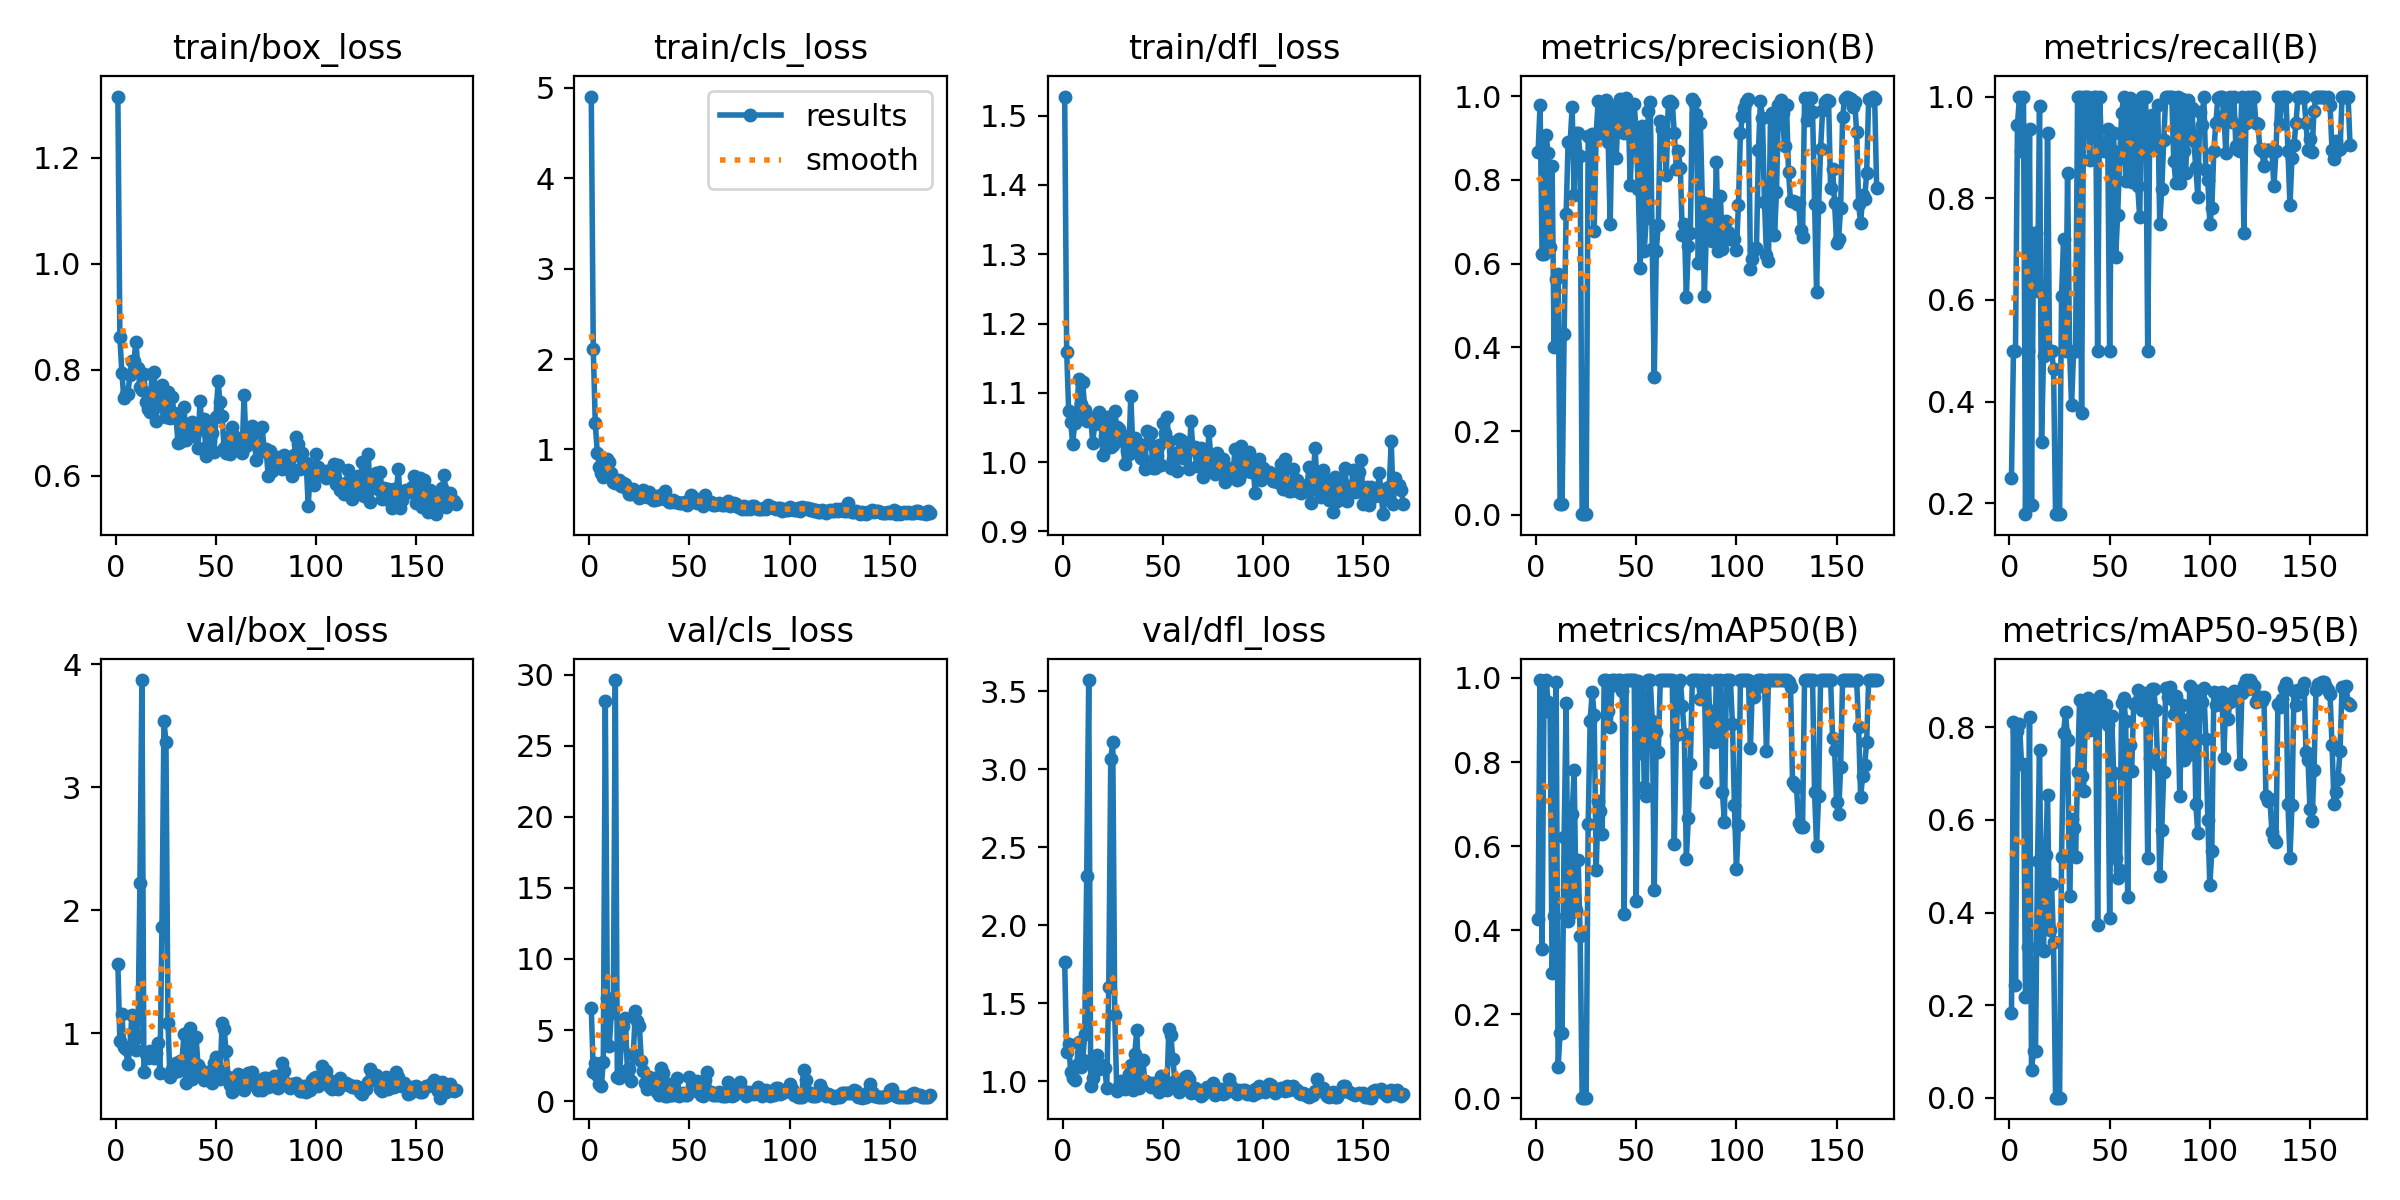 train/box_loss
train/cls_loss
train/dfl_loss
metrics/precision(B)
metrics/recall(B)
1.2
1.0
0.8
0.6
0 50 100 150
5
4
3
2
1
results
smooth
0 50 100 150
1.5
1.4
1.3
1.2
1.1
1.0
0.9
0 50 100 150
1.0
0.8
0.6
0.4
0.2
0.0
0 50 100 150
1.0
0.8
0.6
0.4
0.2
0 50 100 150
val/box_loss
val/cls_loss
val/dfl_loss
metrics/mAP50(B)
metrics/mAP50-95(B)
4
3
2
1
0 50 100 150
30
25
20
15
10
5
0
0 50 100 150
3.5
3.0
2.5
2.0
1.5
1.0
0 50 100 150
1.0
0.8
0.6
0.4
0.2
0.0
0 50 100 150
0.8
0.6
0.4
0.2
0.0
0 50 100 150